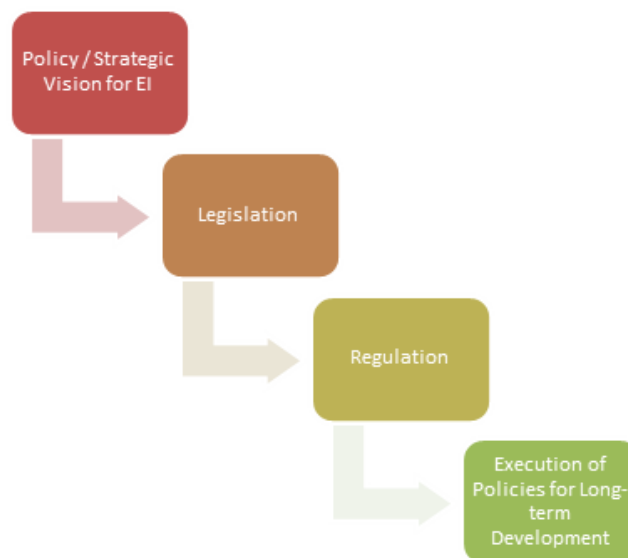 Policy / Strategic
Vision for EI
Legislation
Regulation
Execution of
Policies for Long-
term
Development